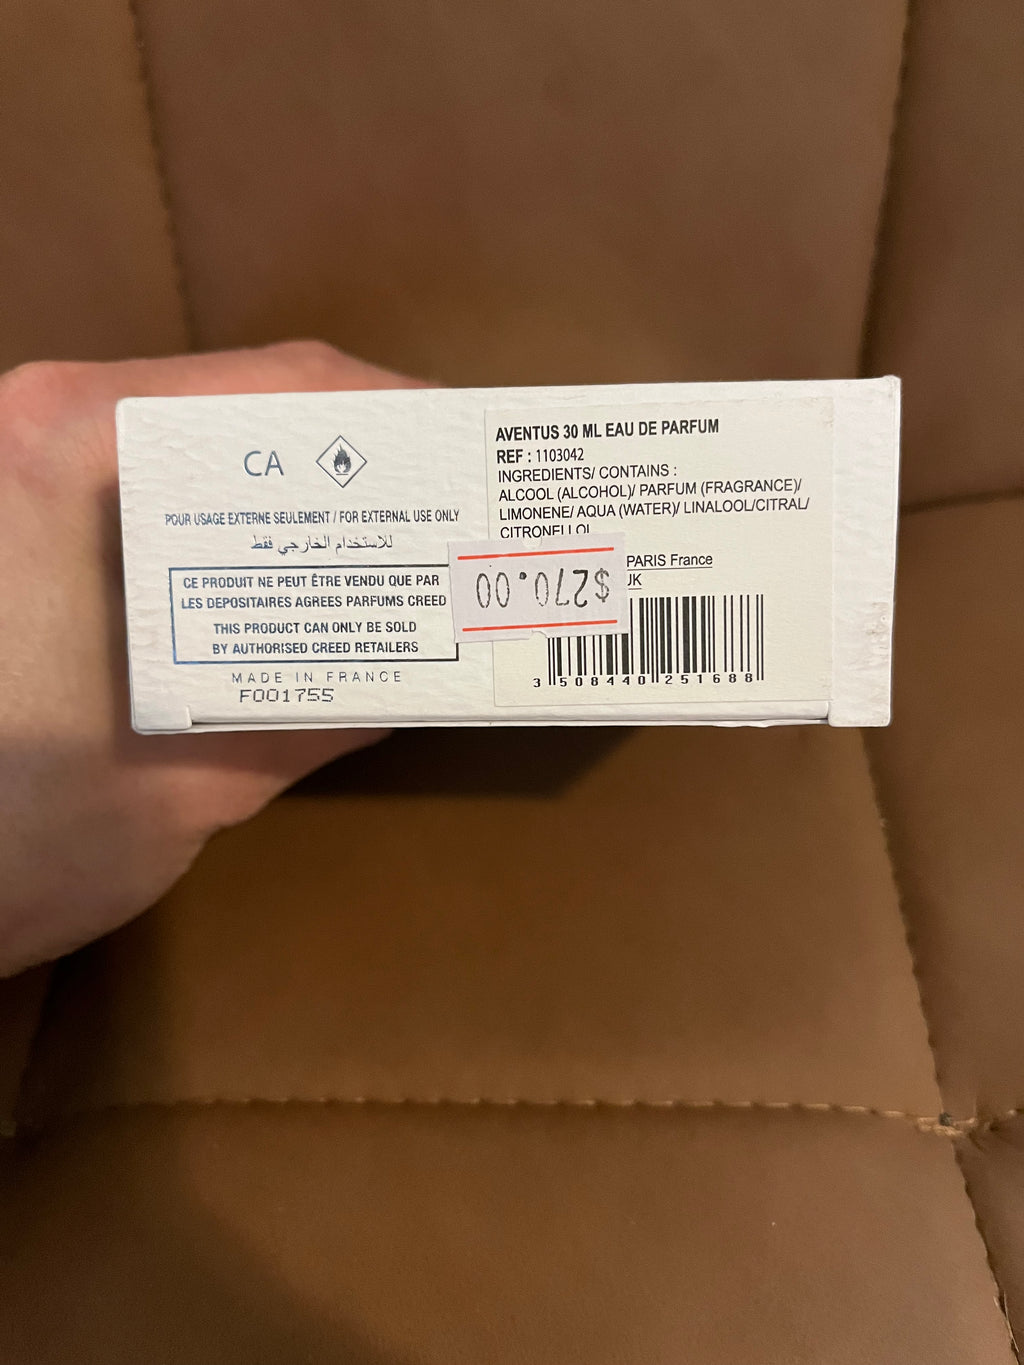 CA
POUR USAGE EXTERNE SEULEMENT / FOR EXTERNAL USE ONLY
للاستخدام الخارجي فقط
CE PRODUIT NE PEUT ÊTRE VENDU QUE PAR
LES DEPOSITAIRES AGREES PARFUMS CREED
THIS PRODUCT CAN ONLY BE SOLD
BY AUTHORISED CREED RETAILERS
MADE IN FRANCE
F001755
AVENTUS 30 ML EAU DE PARFUM
REF : 1103042
INGREDIENTS/ CONTAINS :
ALCOOL (ALCOHOL)/ PARFUM (FRAGRANCE)/
LIMONENE/ AQUA (WATER)/ LINALOOL/CITRAL/
CITRONELLOL
PARIS France
UK
$270.00
3 508440 251688